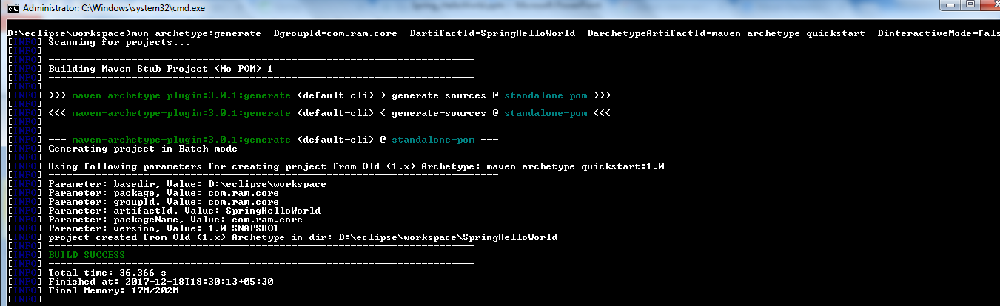 Administrator: C:\Windows\system32\cmd.exe
D:\eclipse\workspace>mvn archetype:generate -DgroupId=com.ram.core -DartifactId=SpringHelloWorld -DarchetypeArtifactId=maven-archetype-quickstart -DinteractiveMode=fals
[INFO] Scanning for projects...
[INFO]
[INFO] ------------------------------------------------------------------------
[INFO] Building Maven Stub Project (No POM) 1
[INFO] ------------------------------------------------------------------------
[INFO]
[INFO] >>> maven-archetype-plugin:3.0.1:generate (default-cli) > generate-sources @ standalone-pom >>>
[INFO]
[INFO] <<< maven-archetype-plugin:3.0.1:generate (default-cli) < generate-sources @ standalone-pom <<<
[INFO]
[INFO]
[INFO] --- maven-archetype-plugin:3.0.1:generate (default-cli) @ standalone-pom ---
[INFO] Generating project in Batch mode
[INFO] ----------------------------------------------------------------------------
[INFO] Using following parameters for creating project from Old (1.x) Archetype: maven-archetype-quickstart:1.0
[INFO] ----------------------------------------------------------------------------
[INFO] Parameter: basedir, Value: D:\eclipse\workspace
[INFO] Parameter: package, Value: com.ram.core
[INFO] Parameter: groupId, Value: com.ram.core
[INFO] Parameter: artifactId, Value: SpringHelloWorld
[INFO] Parameter: packageName, Value: com.ram.core
[INFO] Parameter: version, Value: 1.0-SNAPSHOT
[INFO] project created from Old (1.x) Archetype in dir: D:\eclipse\workspace\SpringHelloWorld
[INFO] ------------------------------------------------------------------------
[INFO] BUILD SUCCESS
[INFO] ------------------------------------------------------------------------
[INFO] Total time: 36.366 s
[INFO] Finished at: 2017-12-18T18:30:13+05:30
[INFO] Final Memory: 17M/202M
[INFO] ------------------------------------------------------------------------